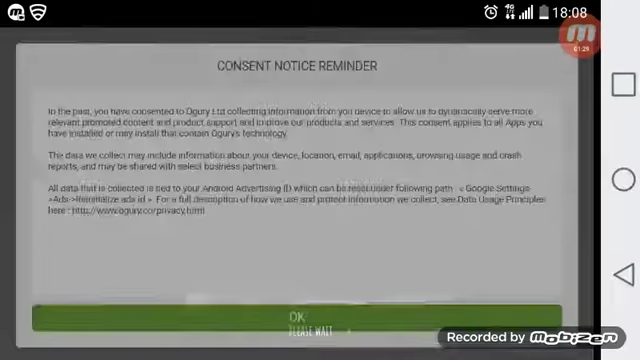 4G
18:08
01:29
CONSENT NOTICE REMINDER
In the past, you have consented to Ogury Ltd collecting information from you device to allow us to dynamically serve more
relevant promoted content and product support and improve our products and services. This consent applies to all Apps you
have installed or may install that contain Ogury's technology.
The data we collect may include information about your device, location, email, applications, browsing usage and crash
reports, and may be shared with select business partners.
All data that is collected is tied to your Android Advertising ID which can be reset under following path : « Google Settings
>Ads>Reinitialize ads id » For a full description of how we use and protect information we collect, see Data Usage Principles
here : http://www.ogury.co/privacy.html
OK
PLEASE WAIT
Recorded by Mobizen